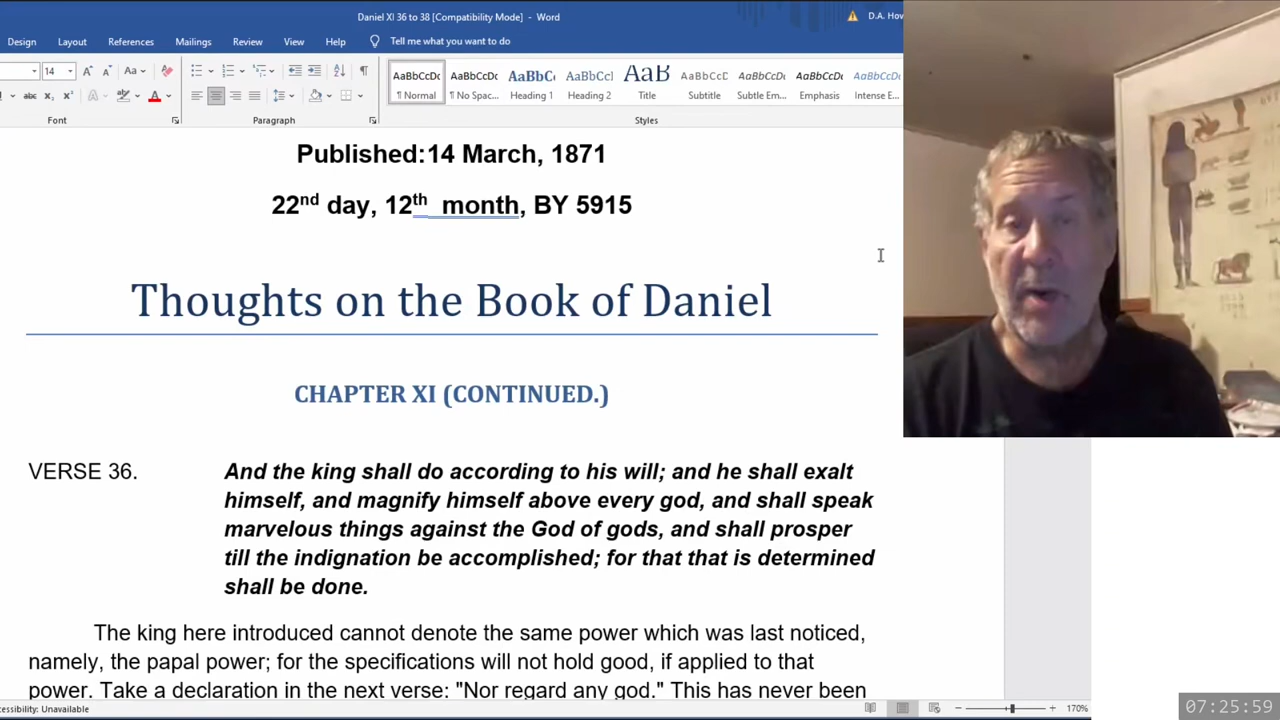 Daniel XI 36 to 38 [Compatibility Mode] - Word
D.A. Hov
Design Layout References Mailings Review View Help Tell me what you want to do
14 Aa
AaBbCcDc AaBbCcDc AaBbC AaBbCcC AaB AaBbCcD AaBbCcDc AaBbCcDc AaBbCcDc
¶ Normal ¶ No Spac... Heading 1 Heading 2 Title Subtitle Subtle Em... Emphasis Intense E...
Font Paragraph Styles
Published:14 March, 1871
22nd day, 12th month, BY 5915
Thoughts on the Book of Daniel
CHAPTER XI (CONTINUED.)
VERSE 36. And the king shall do according to his will; and he shall exalt
himself, and magnify himself above every god, and shall speak
marvelous things against the God of gods, and shall prosper
till the indignation be accomplished; for that that is determined
shall be done.
The king here introduced cannot denote the same power which was last noticed,
namely, the papal power; for the specifications will not hold good, if applied to that
power. Take a declaration in the next verse: "Nor regard any god." This has never been
cessibility: Unavailable
170%
07:25:59